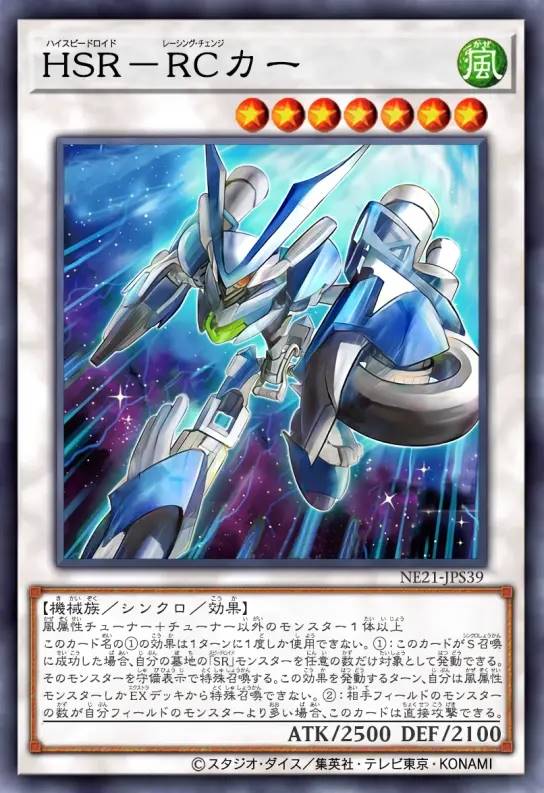 ハイスピードロイド レーシング・チェンジ
HSR－RCカー
風
NE21-JPS39
【機械族／シンクロ／効果】
風属性チューナー＋チューナー以外のモンスター1体以上
このカード名の①の効果は1ターンに1度しか使用できない。①：このカードがS召喚
に成功した場合、自分の墓地の「SR」モンスターを任意の数だけ対象として発動できる。
そのモンスターを守備表示で特殊召喚する。この効果を発動するターン、自分は風属性
モンスターしかEXデッキから特殊召喚できない。②：相手フィールドのモンスター
の数が自分フィールドのモンスターより多い場合、このカードは直接攻撃できる。
ATK/2500 DEF/2100
©スタジオ・ダイス／集英社・テレビ東京・KONAMI